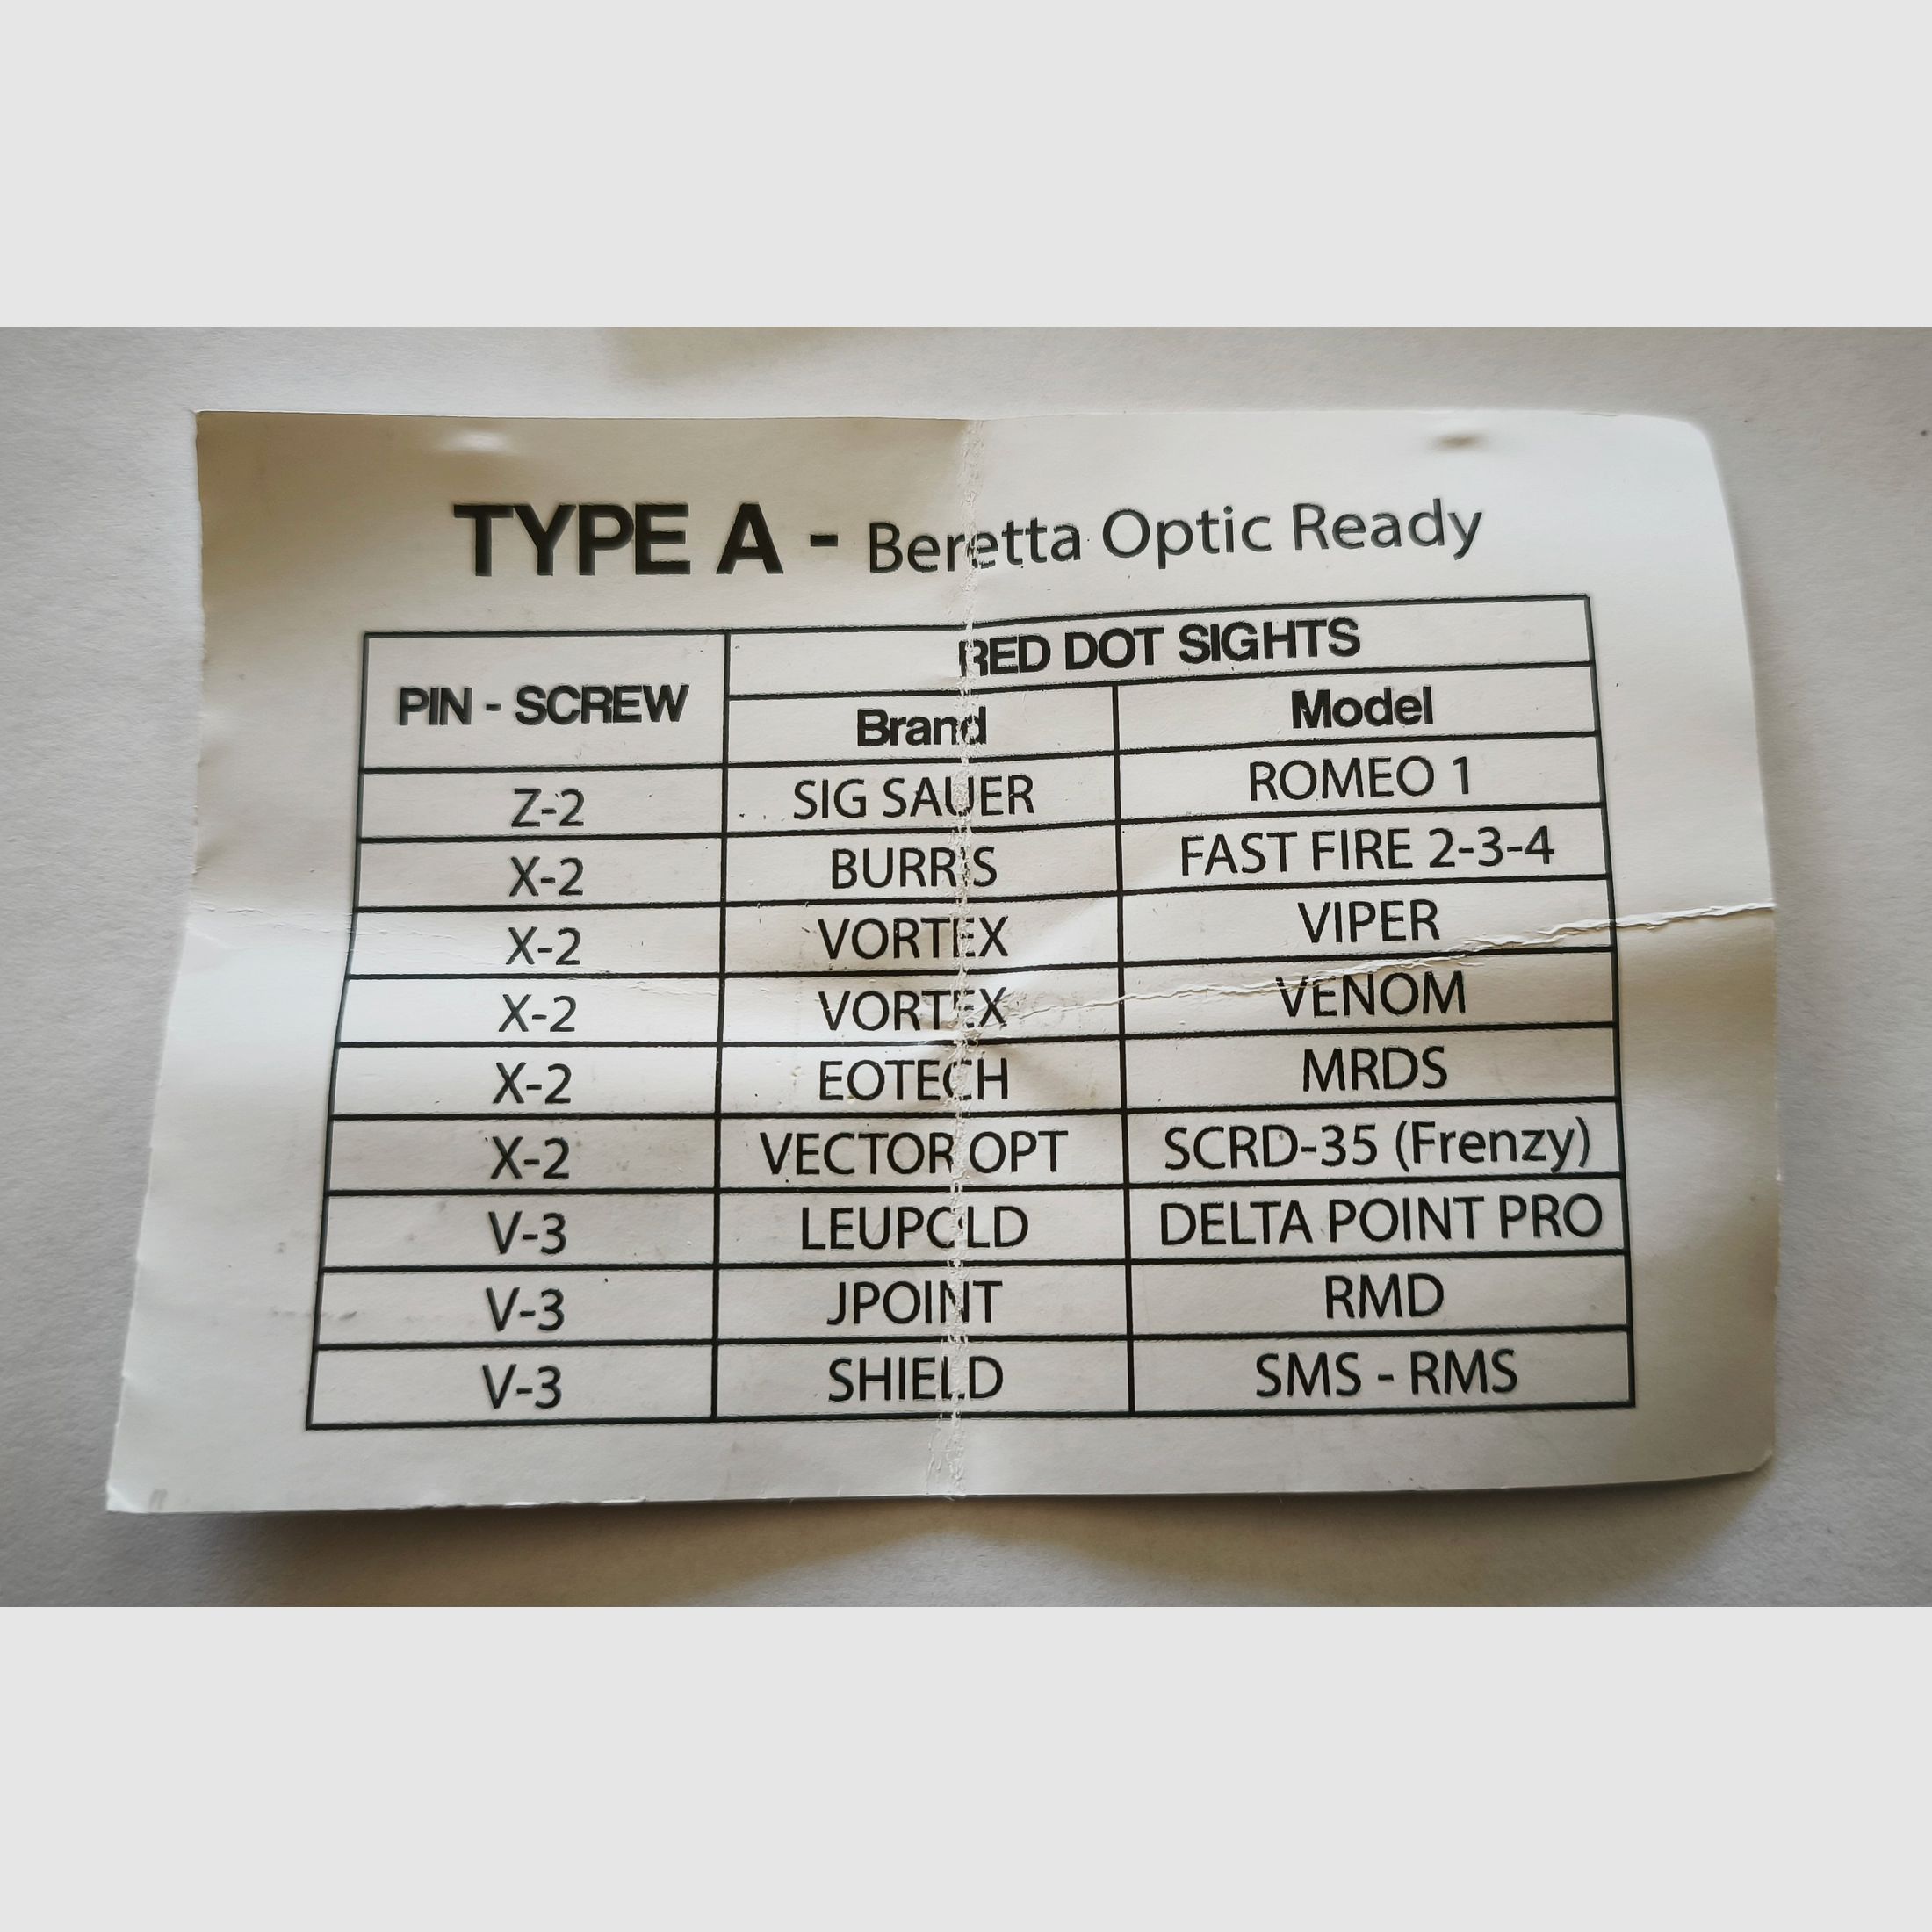 TYPE A - Beretta Optic Ready
RED DOT SIGHTS
PIN - SCREW Brand Model
Z-2 SIG SAUER ROMEO 1
X-2 BURRIS FAST FIRE 2-3-4
X-2 VORTEX VIPER
X-2 VORTEX VENOM
X-2 EOTECH MRDS
X-2 VECTOR OPT SCRD-35 (Frenzy)
V-3 LEUPOLD DELTA POINT PRO
V-3 JPOINT RMD
V-3 SHIELD SMS - RMS